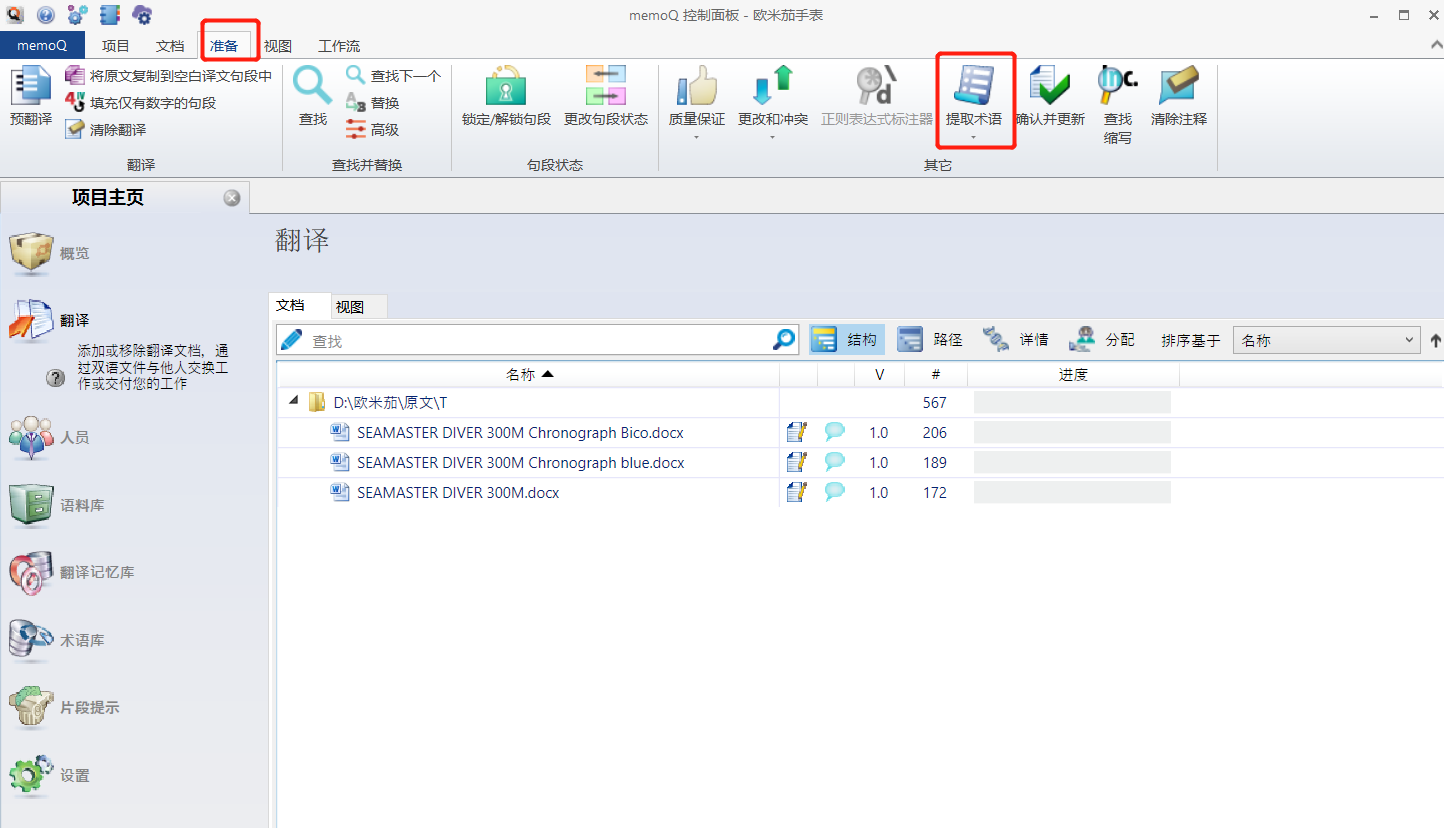 memoQ 控制面板 - 欧米茄手表
memoQ 项目 文档 准备 视图 工作流
预翻译
将原文复制到空白译文句段中
填充仅有数字的句段
清除翻译
翻译
查找
查找下一个
替换
高级
查找并替换
锁定/解锁句段
更改句段状态
句段状态
质量保证
更改和冲突
正则表达式标注器
提取术语
确认并更新
查找
缩写
清除注释
其它
项目主页
概览
翻译
添加或移除翻译文档，通
过双语文件与他人交换工
作或交付您的工作
人员
语料库
翻译记忆库
术语库
片段提示
设置
翻译
文档 视图
查找 结构 路径 详情 分配 排序基于 名称
名称 V # 进度
D:\欧米茄\原文\T 567
SEAMASTER DIVER 300M Chronograph Bico.docx 1.0 206
SEAMASTER DIVER 300M Chronograph blue.docx 1.0 189
SEAMASTER DIVER 300M.docx 1.0 172